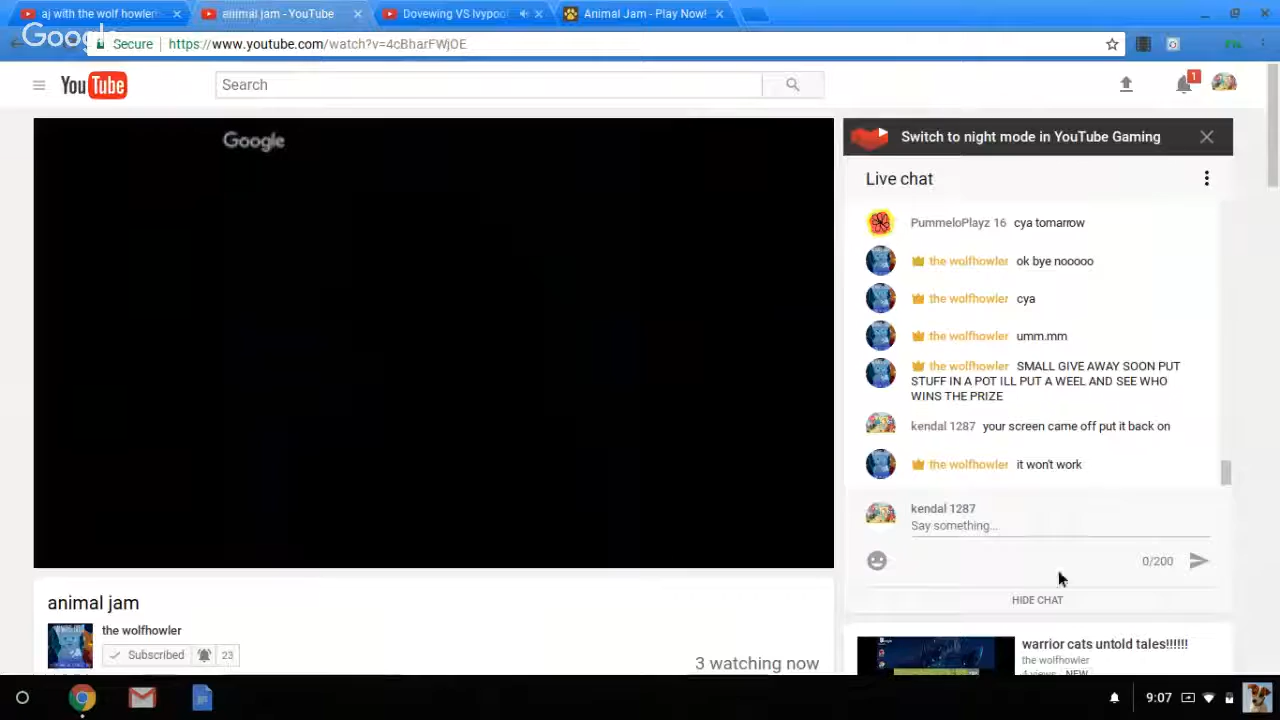 aj with the wolf howler
animal jam - YouTube
Dovewing VS Ivypool
Animal Jam - Play Now!
Google
Secure
https://www.youtube.com/watch?v=4cBharFWjOE
YouTube
Search
1
Google
Switch to night mode in YouTube Gaming
Live chat
PummeloPlayz 16 cya tomarrow
the wolfhowler ok bye nooooo
the wolfhowler cya
the wolfhowler umm.mm
the wolfhowler SMALL GIVE AWAY SOON PUT
STUFF IN A POT ILL PUT A WEEL AND SEE WHO
WINS THE PRIZE
kendal 1287 your screen came off put it back on
the wolfhowler it won't work
kendal 1287
Say something...
0/200
HIDE CHAT
animal jam
the wolfhowler
Subscribed 23
3 watching now
warrior cats untold tales!!!!!!
the wolfhowler
4 views NEW
9:07